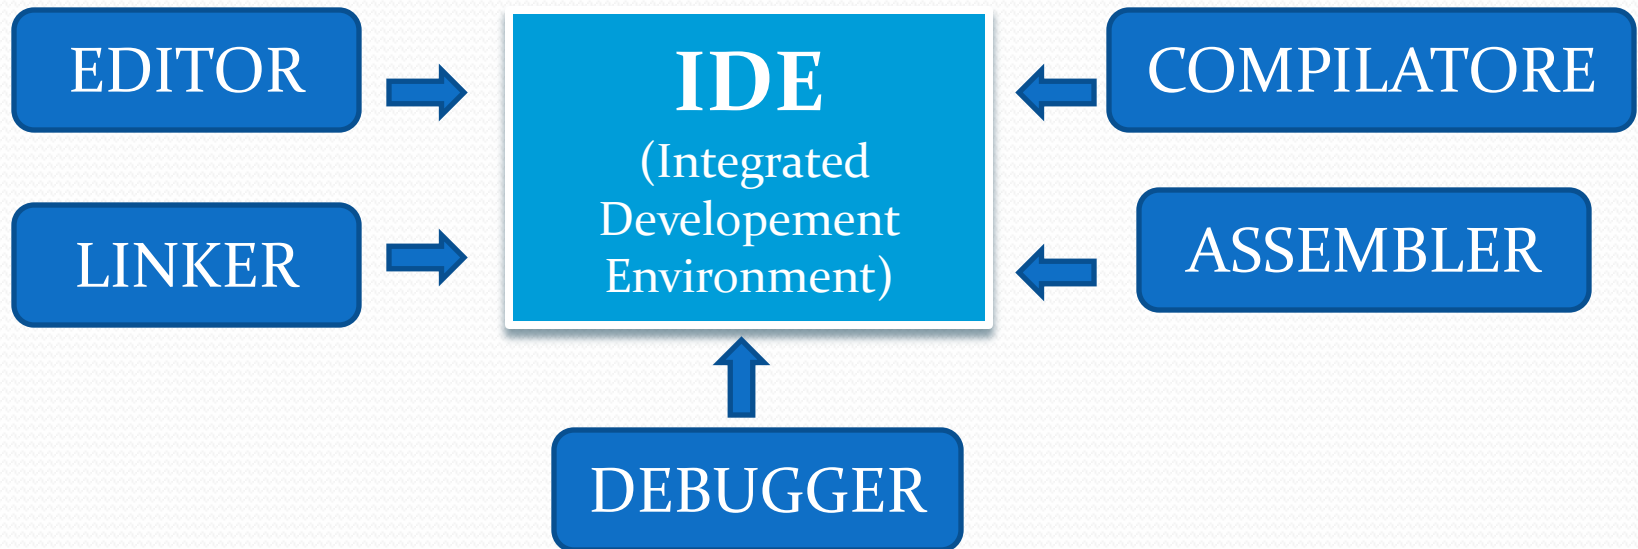 EDITOR
IDE
(Integrated
Developement
Environment)
COMPILATORE
LINKER
ASSEMBLER
DEBUGGER